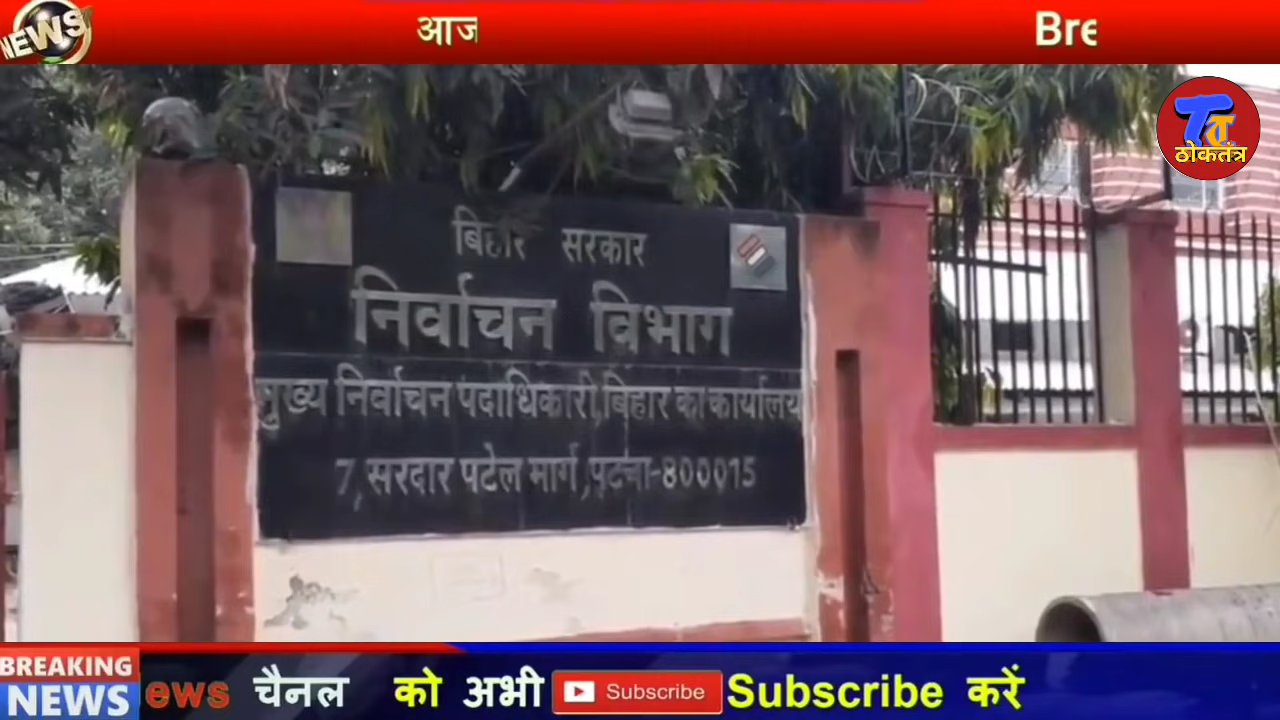 NEWS
आज
Bre
TL
ठोकतंत्र
बिहार सरकार
निर्वाचन विभाग
मुख्य निर्वाचन पदाधिकारी, बिहार का कार्यालय
7, सरदार पटेल मार्ग, पटना-800015
BREAKING
NEWS
ews चैनल को अभी Subscribe Subscribe करें